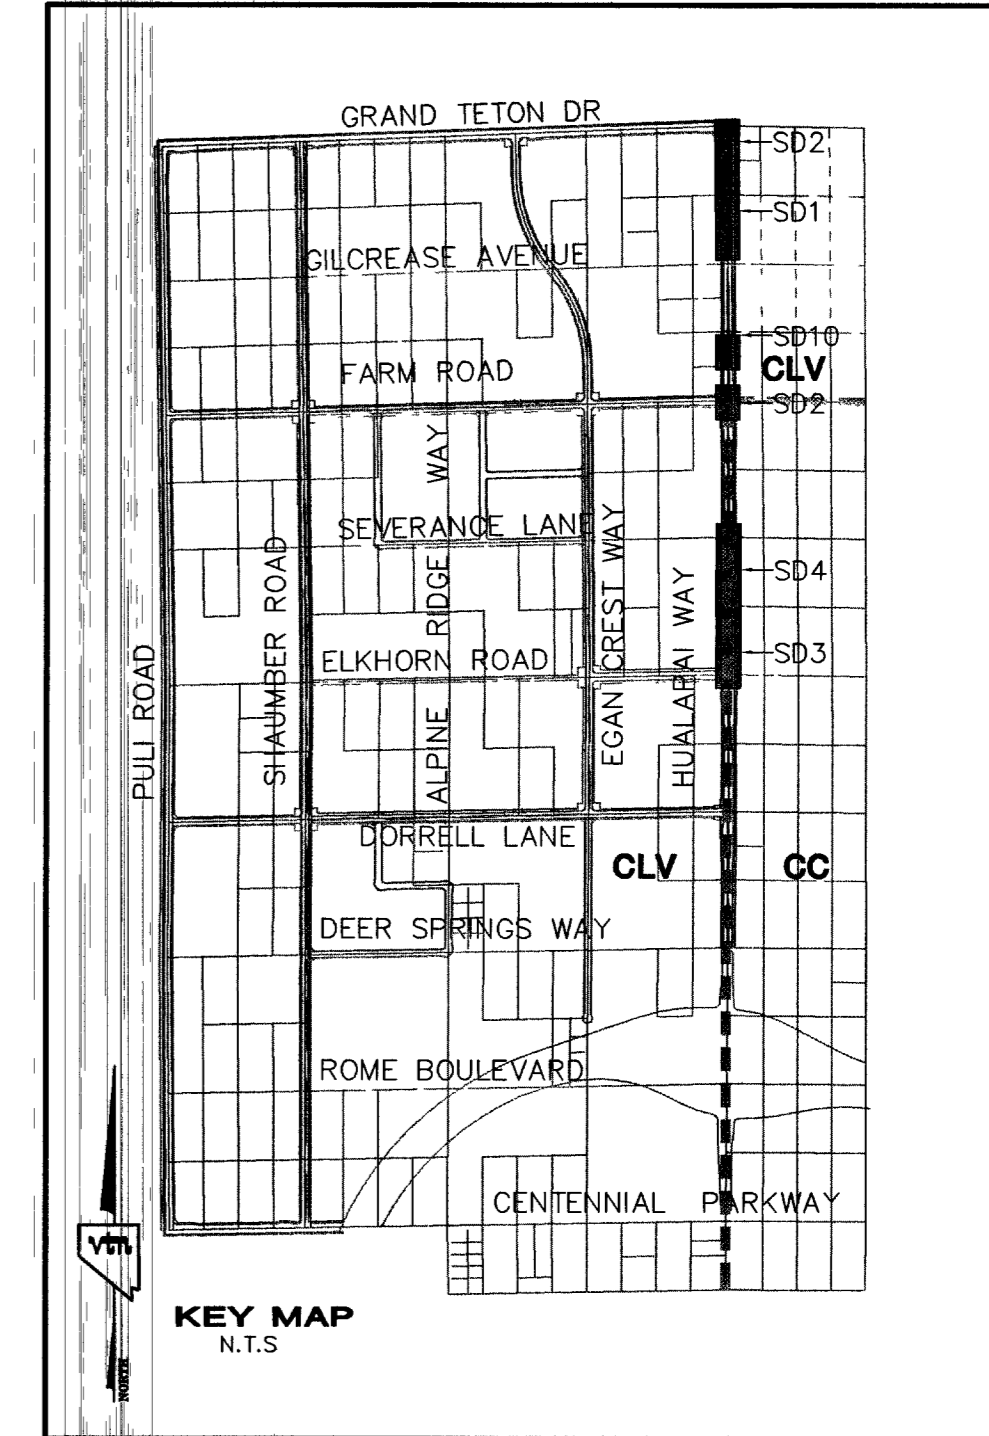 GRAND TETON DR
SD2
SD1
GILCREASE AVENUE
SD10
CLV
FARM ROAD
SD2
WAY
SEVERANCE LANE
SHAUMBER ROAD
RIDGE
EGAN CREST WAY
HUALAPAI WAY
SD4
SD3
ELKHORN ROAD
PULI ROAD
ALPINE
DORRELL LANE
CLV
CC
DEER SPRINGS WAY
ROME BOULEVARD
CENTENNIAL PARKWAY
vtn
KEY MAP
N.T.S
NORTH